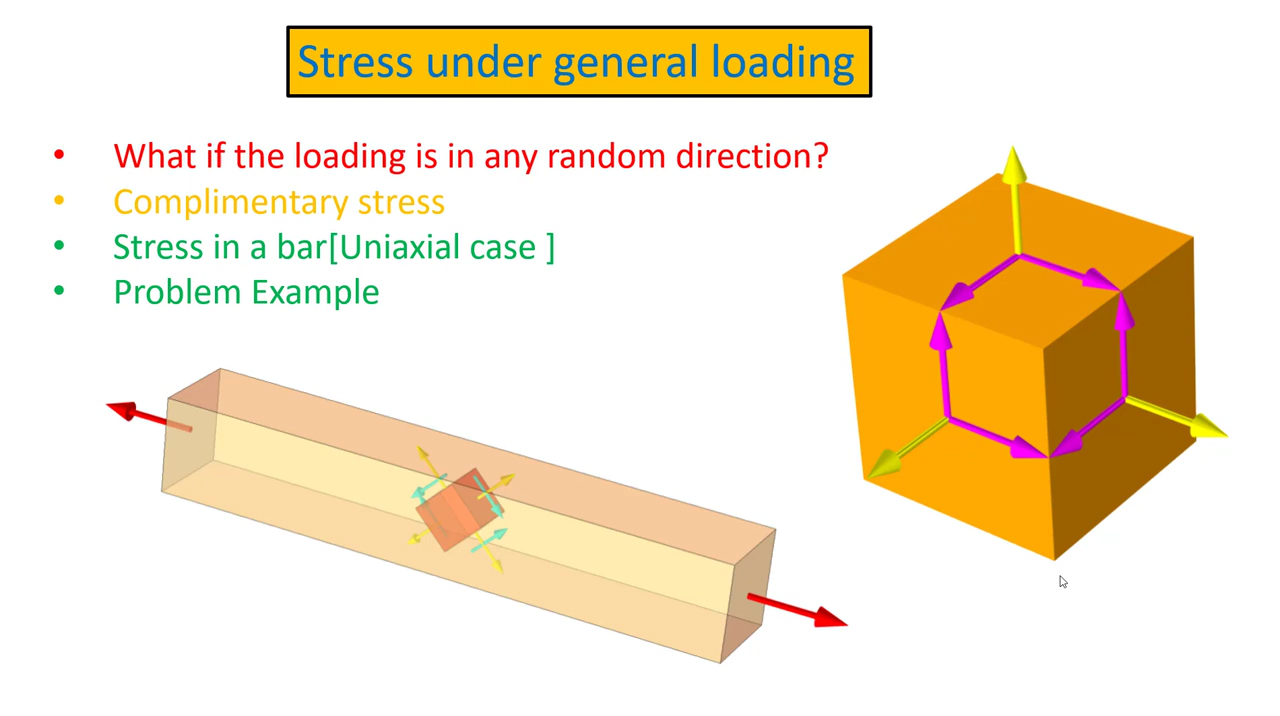 Stress under general loading
• What if the loading is in any random direction?
• Complimentary stress
• Stress in a bar[Uniaxial case ]
• Problem Example